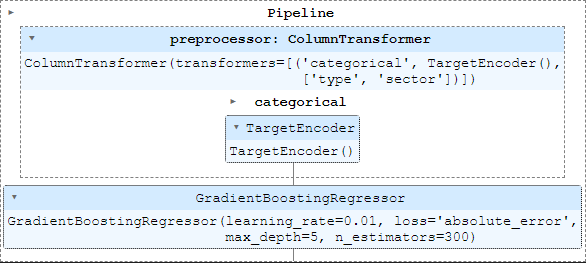 Pipeline
preprocessor: ColumnTransformer
ColumnTransformer(transformers=[('categorical', TargetEncoder(),
['type', 'sector'])])
categorical
TargetEncoder
TargetEncoder()
GradientBoostingRegressor
GradientBoostingRegressor(learning_rate=0.01, loss='absolute_error',
max_depth=5, n_estimators=300)